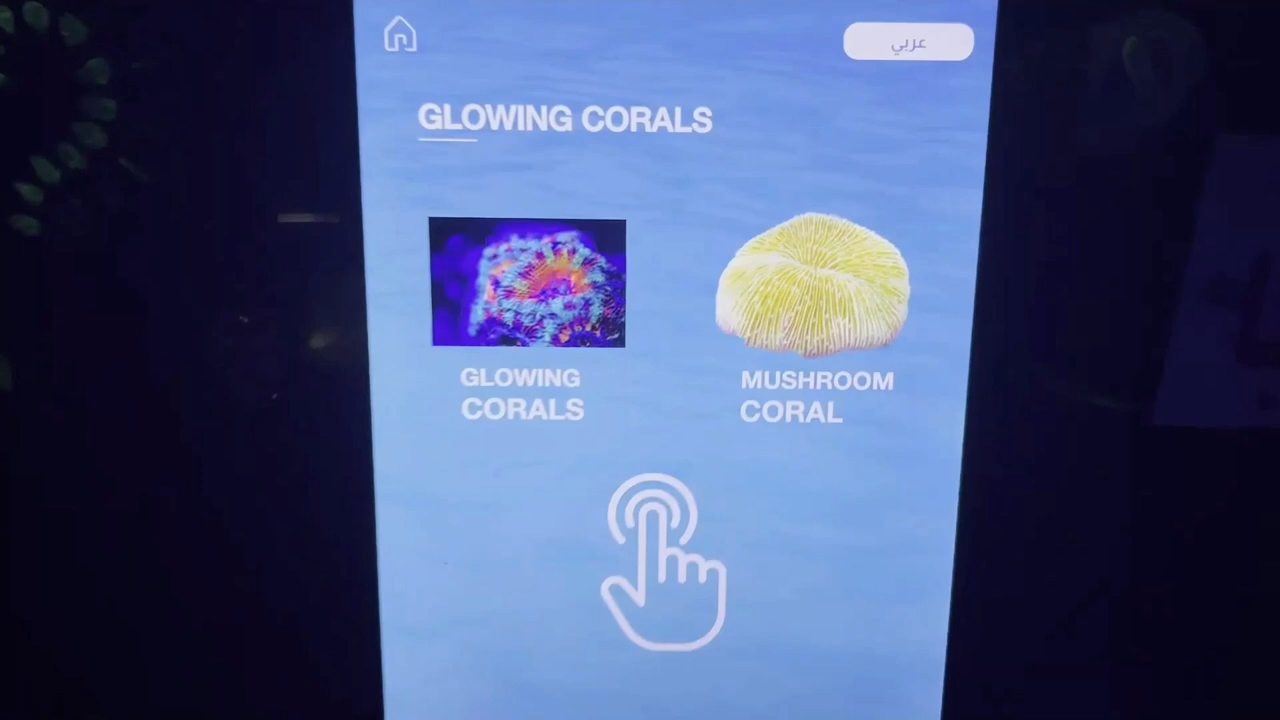 عربي
GLOWING CORALS
GLOWING
CORALS
MUSHROOM
CORAL